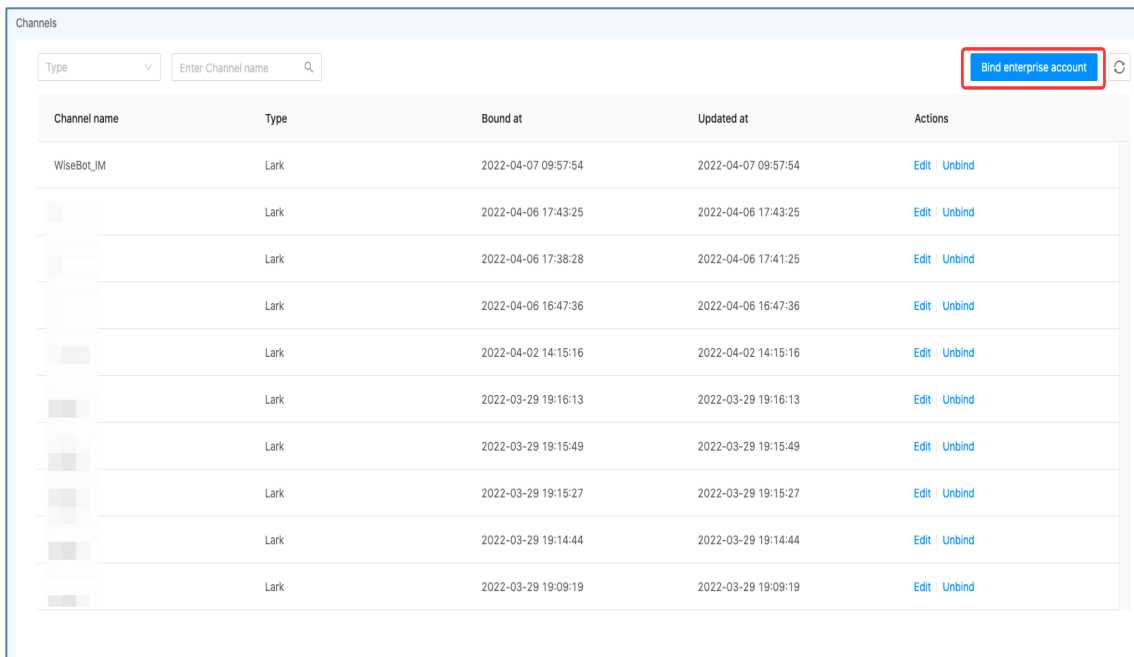 Channels
Type Enter Channel name Bind enterprise account
Channel name Type Bound at Updated at Actions
WiseBot_IM Lark 2022-04-07 09:57:54 2022-04-07 09:57:54 Edit Unbind
Lark 2022-04-06 17:43:25 2022-04-06 17:43:25 Edit Unbind
Lark 2022-04-06 17:38:28 2022-04-06 17:41:25 Edit Unbind
Lark 2022-04-06 16:47:36 2022-04-06 16:47:36 Edit Unbind
Lark 2022-04-02 14:15:16 2022-04-02 14:15:16 Edit Unbind
Lark 2022-03-29 19:16:13 2022-03-29 19:16:13 Edit Unbind
Lark 2022-03-29 19:15:49 2022-03-29 19:15:49 Edit Unbind
Lark 2022-03-29 19:15:27 2022-03-29 19:15:27 Edit Unbind
Lark 2022-03-29 19:14:44 2022-03-29 19:14:44 Edit Unbind
Lark 2022-03-29 19:09:19 2022-03-29 19:09:19 Edit Unbind